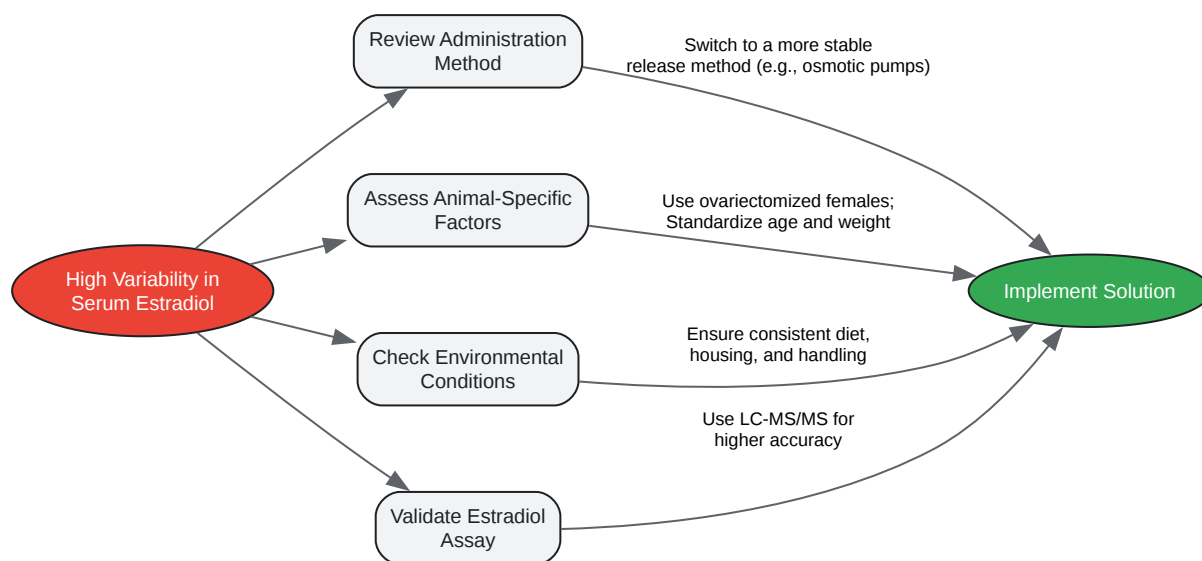 Review Administration
Method
Switch to a more stable
release method (e.g., osmotic pumps)
Assess Animal-Specific
Factors
Use ovariectomized females;
Standardize age and weight
High Variability in
Serum Estradiol
Implement Solution
Check Environmental
Conditions
Ensure consistent diet,
housing, and handling
Use LC-MS/MS for
higher accuracy
Validate Estradiol
Assay